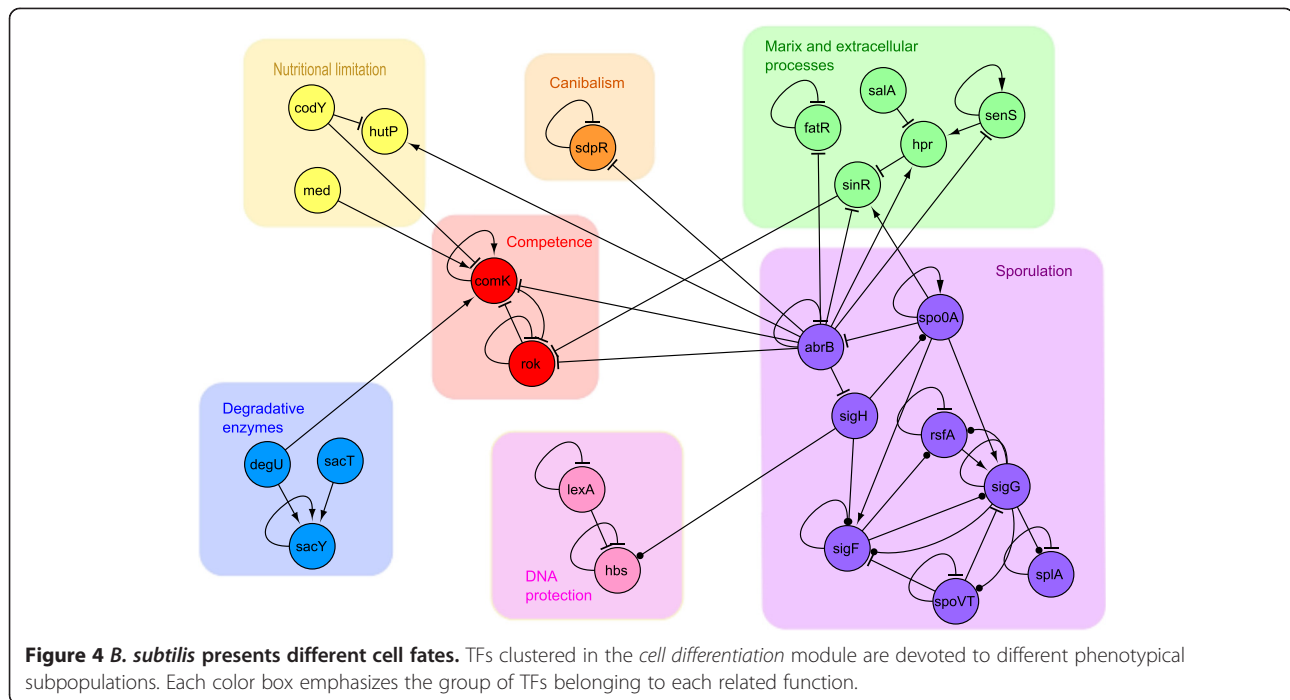 Nutritional limitation
codY
hutP
med
Canibalism
sdpR
Marix and extracellular
processes
salA
senS
fatR
hpr
sinR
Competence
comK
rok
Sporulation
spo0A
abrB
sigH
rsfA
sigG
sigF
splA
spoVT
Degradative
enzymes
degU
sacT
sacY
lexA
hbs
DNA
protection
Figure 4 B. subtilis presents different cell fates. TFs clustered in the cell differentiation module are devoted to different phenotypical
subpopulations. Each color box emphasizes the group of TFs belonging to each related function.